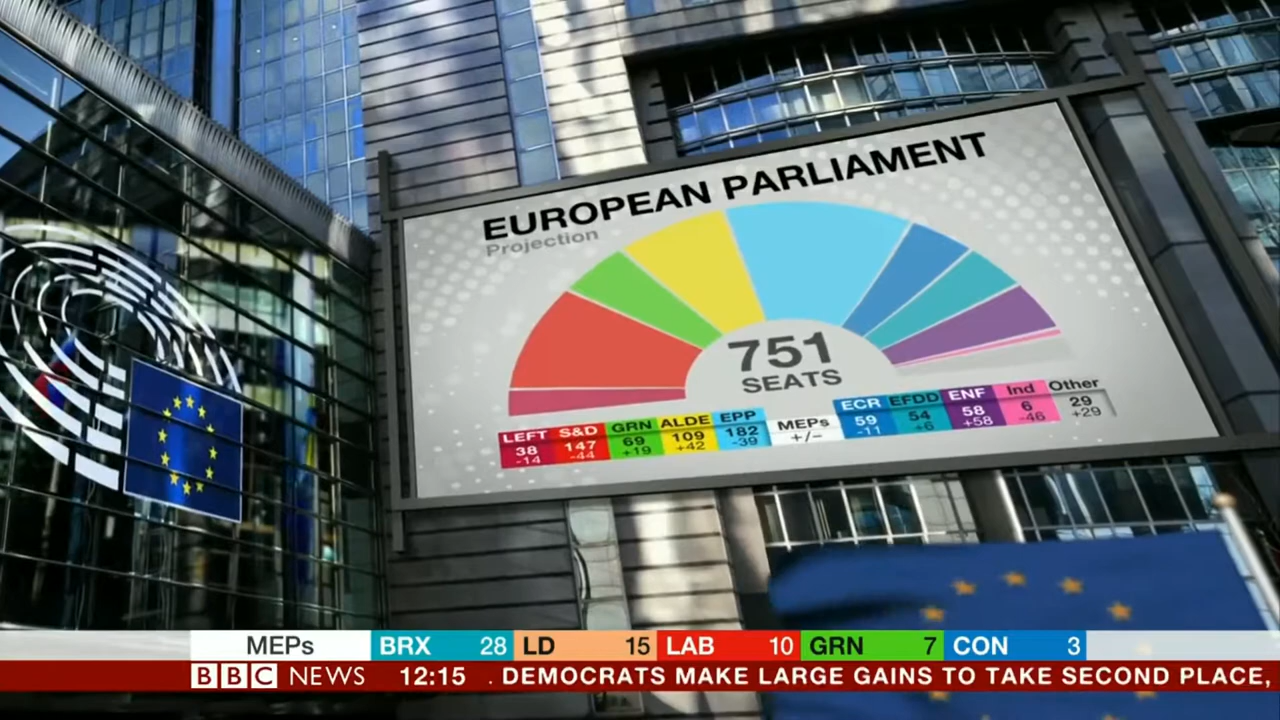 EUROPEAN PARLIAMENT
Projection
751
SEATS
LEFT S&D GRN ALDE EPP MEPs ECR EFDD ENF Ind Other
38 147 69 109 182 +/− 59 54 58 6 29
-14 -44 +19 +42 -39 -11 +6 +58 -46 +29
MEPs BRX 28 LD 15 LAB 10 GRN 7 CON 3
BBC NEWS 12:15 . DEMOCRATS MAKE LARGE GAINS TO TAKE SECOND PLACE,